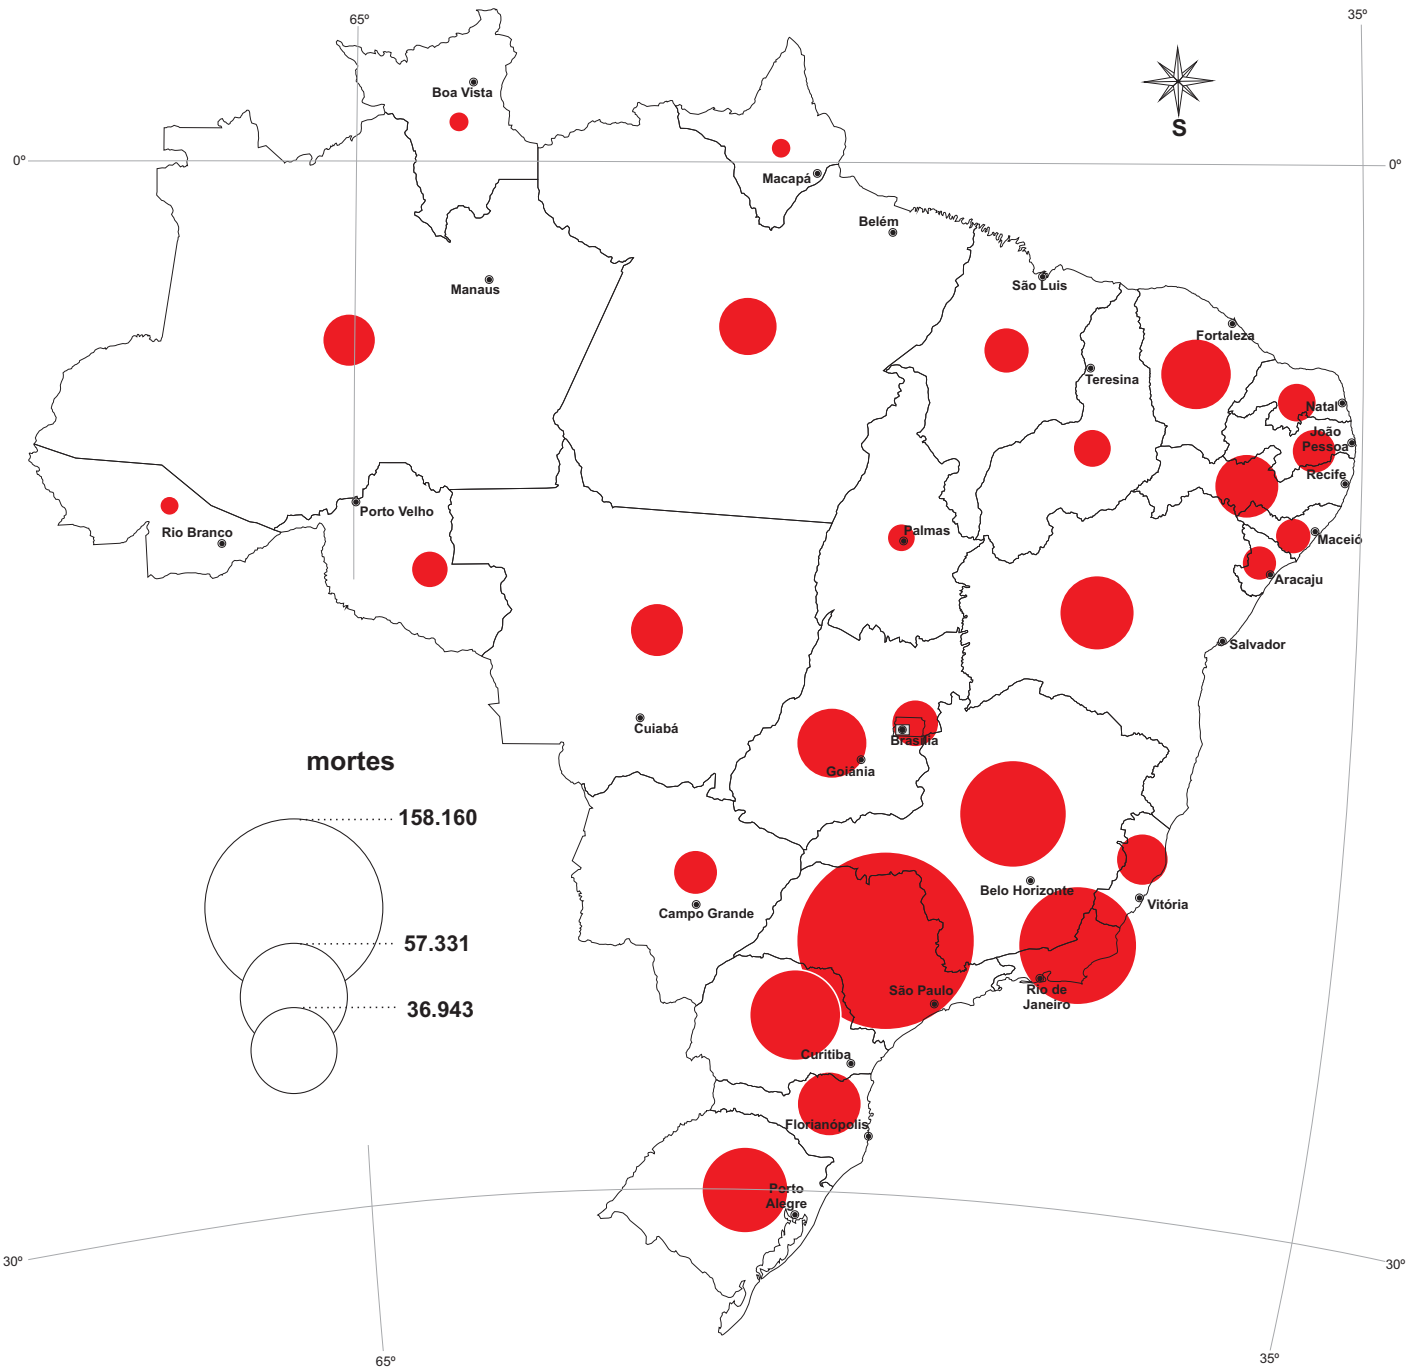 65º
35º
Boa Vista
S
0º
0º
Macapá
Belém
Manaus
São Luis
Fortaleza
Teresina
Natal
João
Pessoa
Recife
Porto Velho
Rio Branco
Palmas
Maceió
Aracaju
Salvador
Cuiabá
Brasília
Goiânia
mortes
158.160
57.331
36.943
Belo Horizonte
Campo Grande
Vitória
São Paulo
Rio de
Janeiro
Curitiba
Florianópolis
Porto
Alegre
30º
30º
65º
35º